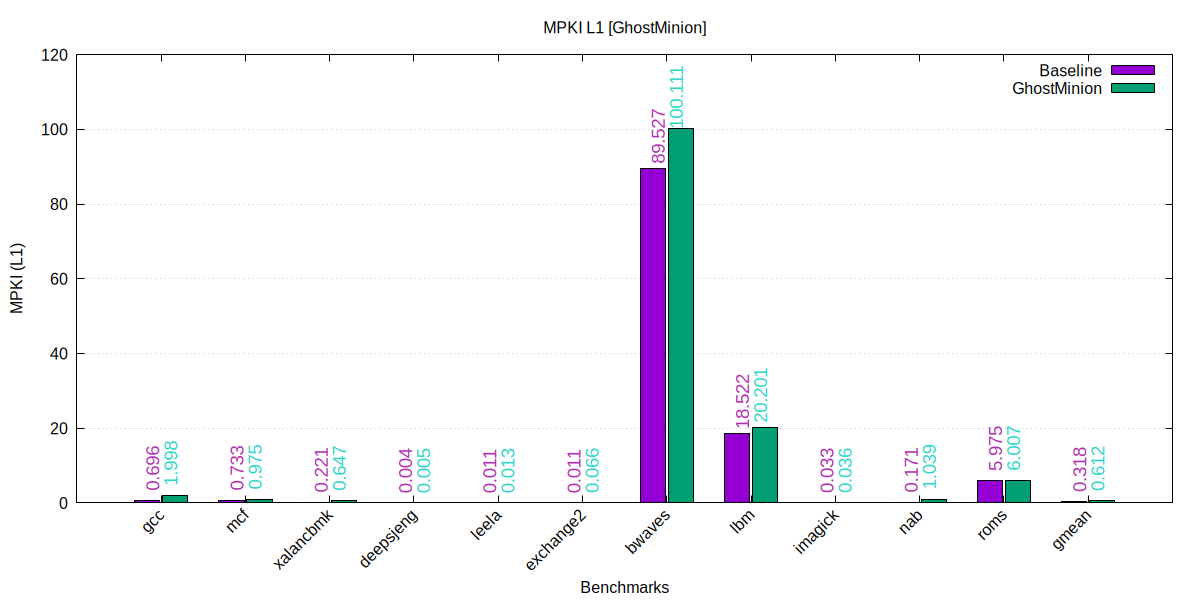 MPKI L1 [GhostMinion]
Baseline
GhostMinion
MPKI (L1)
120
100
80
60
40
20
0
0.696
1.998
0.733
0.975
0.221
0.647
0.004
0.005
0.011
0.013
0.011
0.066
89.527
100.111
18.522
20.201
0.033
0.036
0.171
1.039
5.975
6.007
0.318
0.612
gcc
mcf
xalancbmk
deepsjeng
leela
exchange2
bwaves
lbm
imagick
nab
roms
gmean
Benchmarks